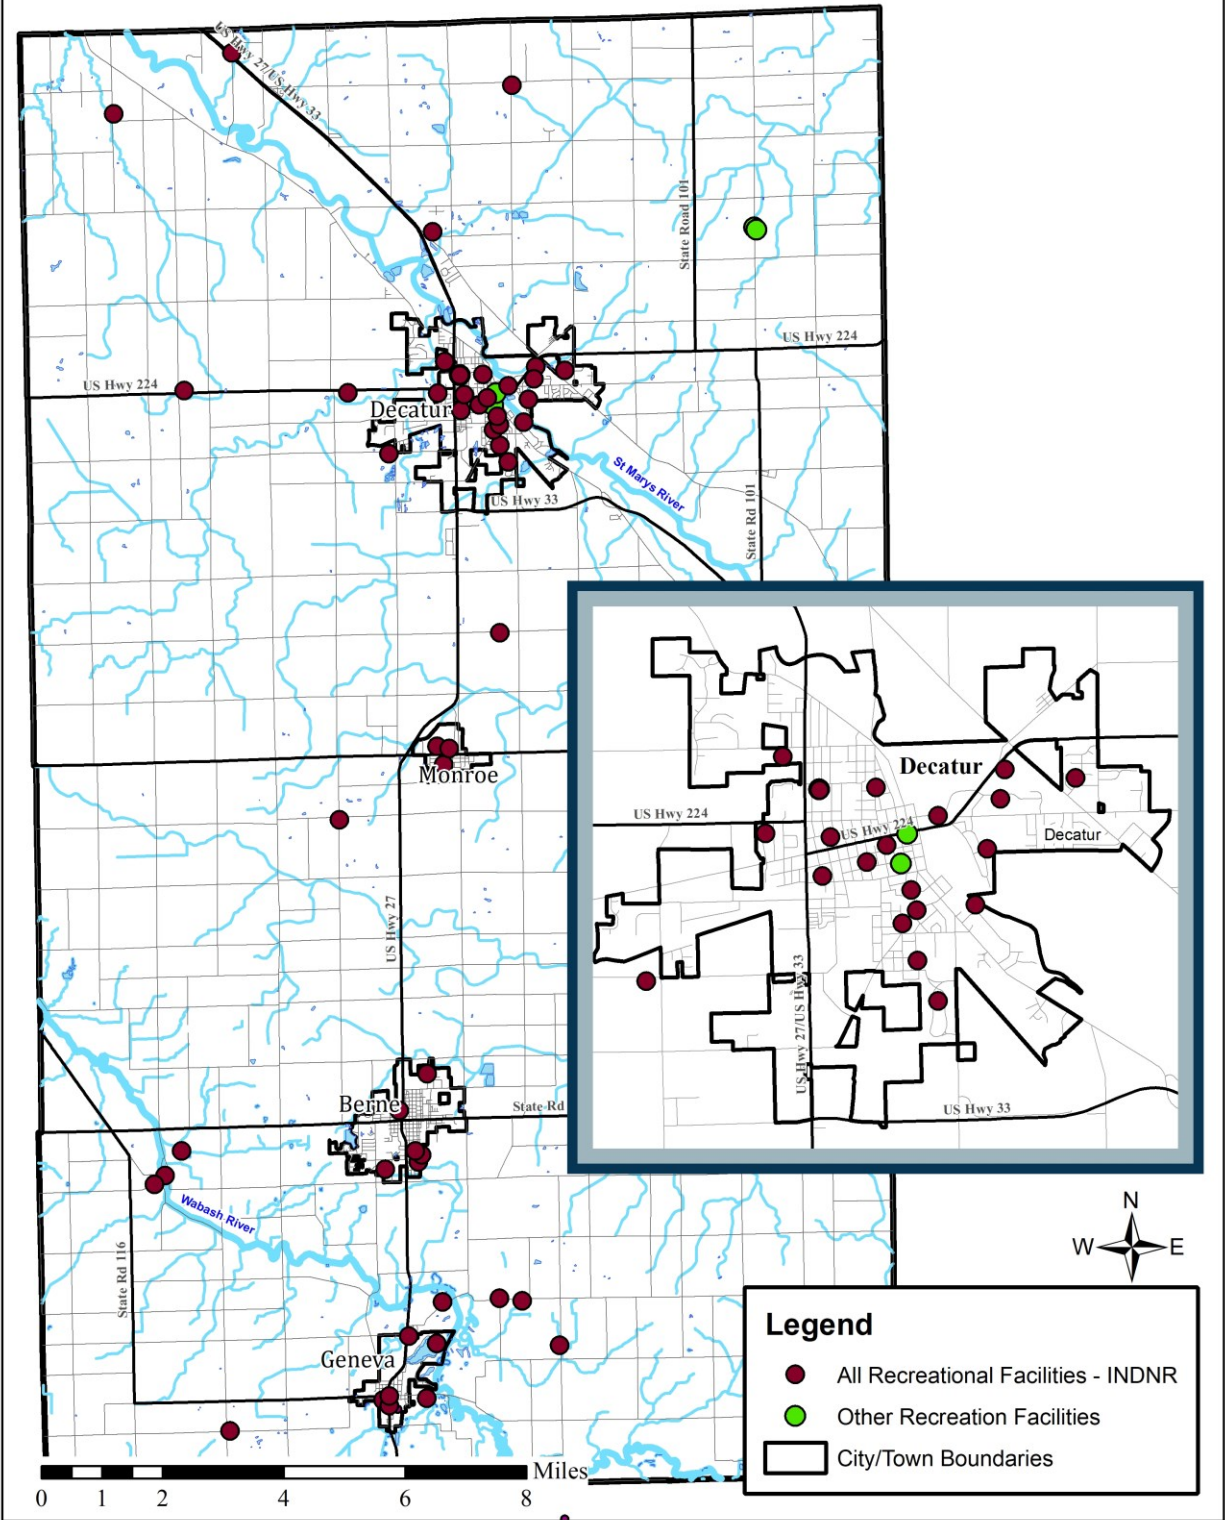 US Hwy 27/US Hwy 33
State Road 101
US Hwy 224
US Hwy 224
Decatur
St Marys River
US Hwy 33
State Rd 101
Monroe
US Hwy 27
Decatur
US Hwy 224
US Hwy 224
Decatur
US Hwy 27/US Hwy 33
US Hwy 33
Berne
State Rd
Wabash River
State Rd 116
Geneva
N
W
E
S
Legend
All Recreational Facilities - INDNR
Other Recreation Facilities
City/Town Boundaries
Miles
0 1 2 4 6 8